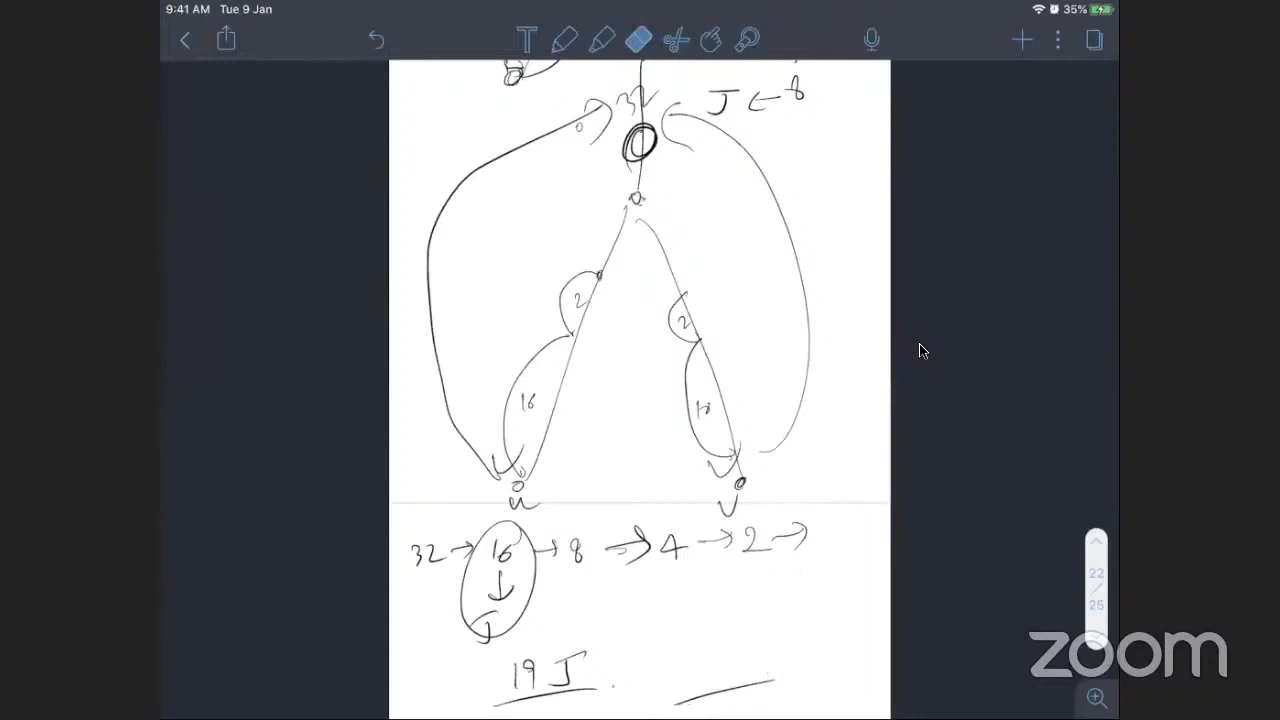 9:41 AM Tue 9 Jan
35%
T
32
J ← 8
2
2
16
16
u
v
32 → 16 → 8 → 4 → 2 →
↓
J
19 J
22
/
25
zoom